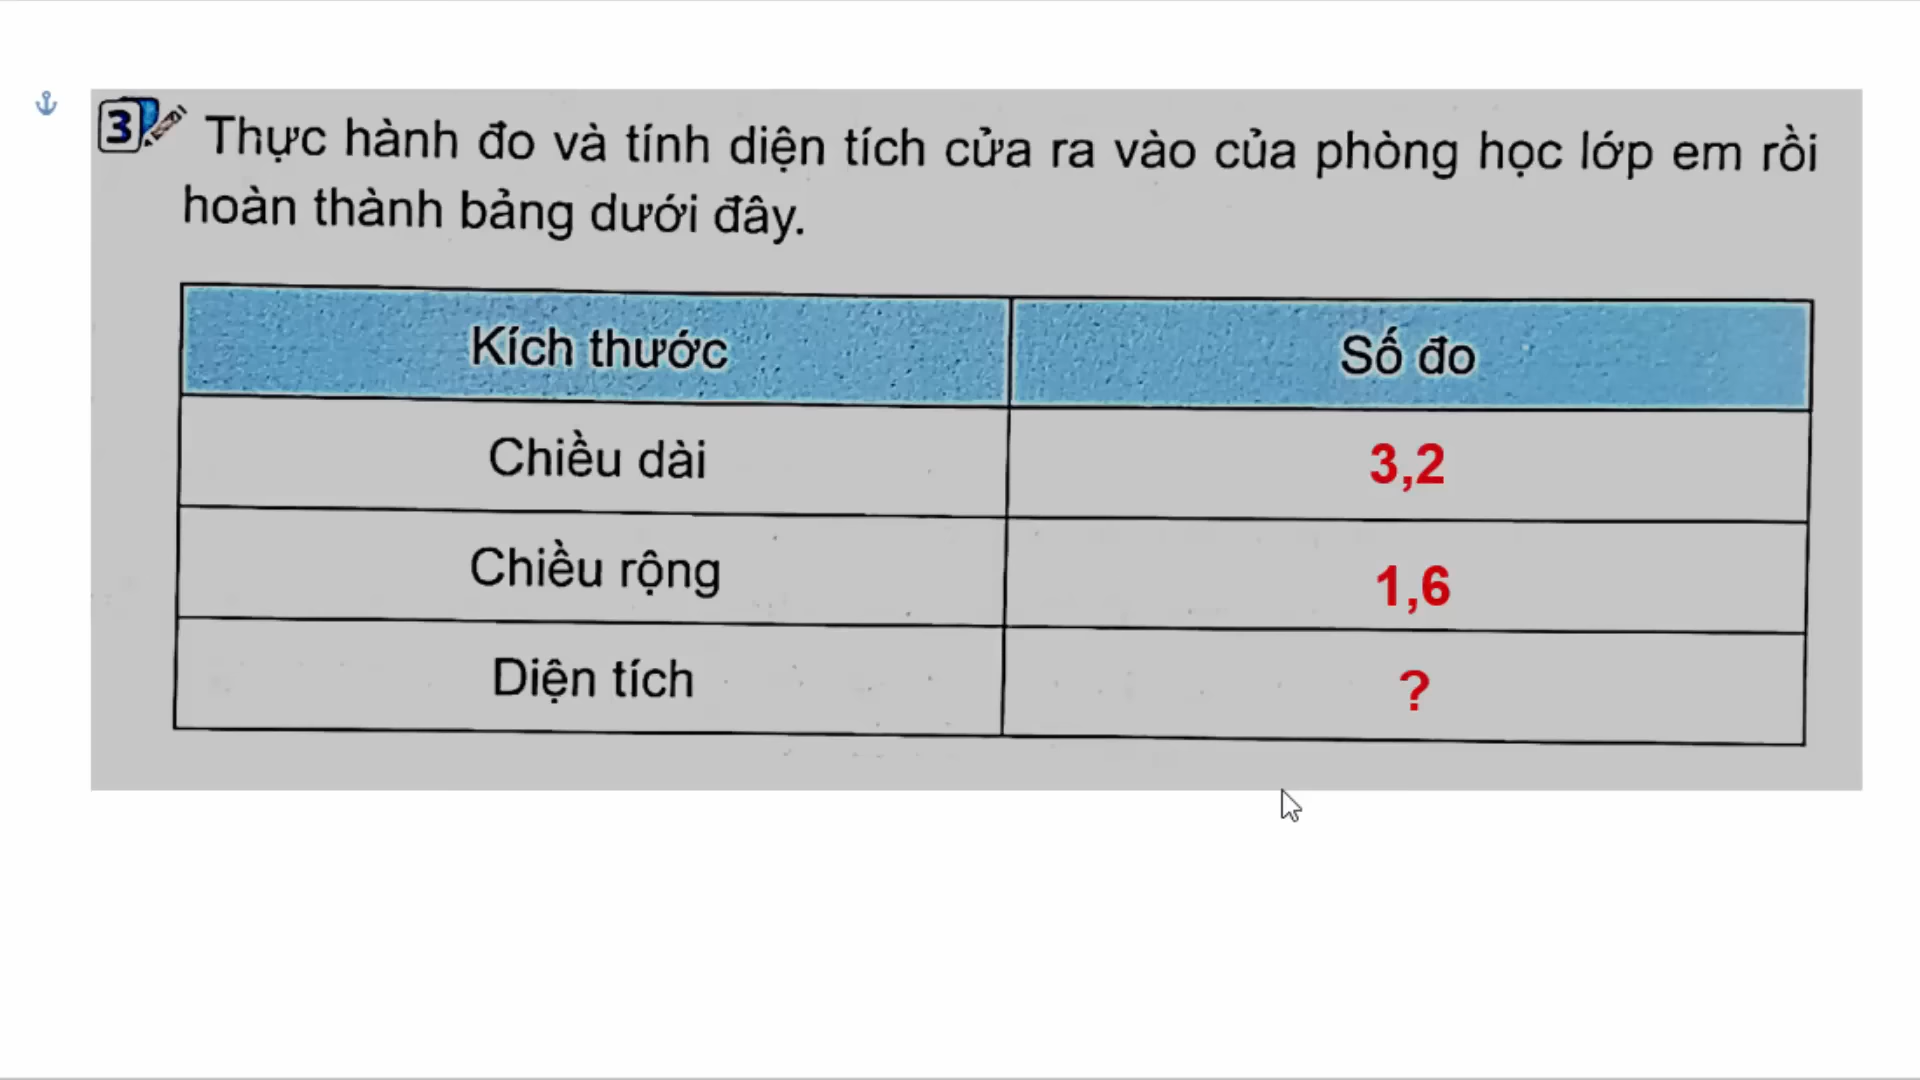 3 Thực hành đo và tính diện tích cửa ra vào của phòng học lớp em rồi
hoàn thành bảng dưới đây.
Kích thước Số đo
Chiều dài 3,2
Chiều rộng 1,6
Diện tích ?